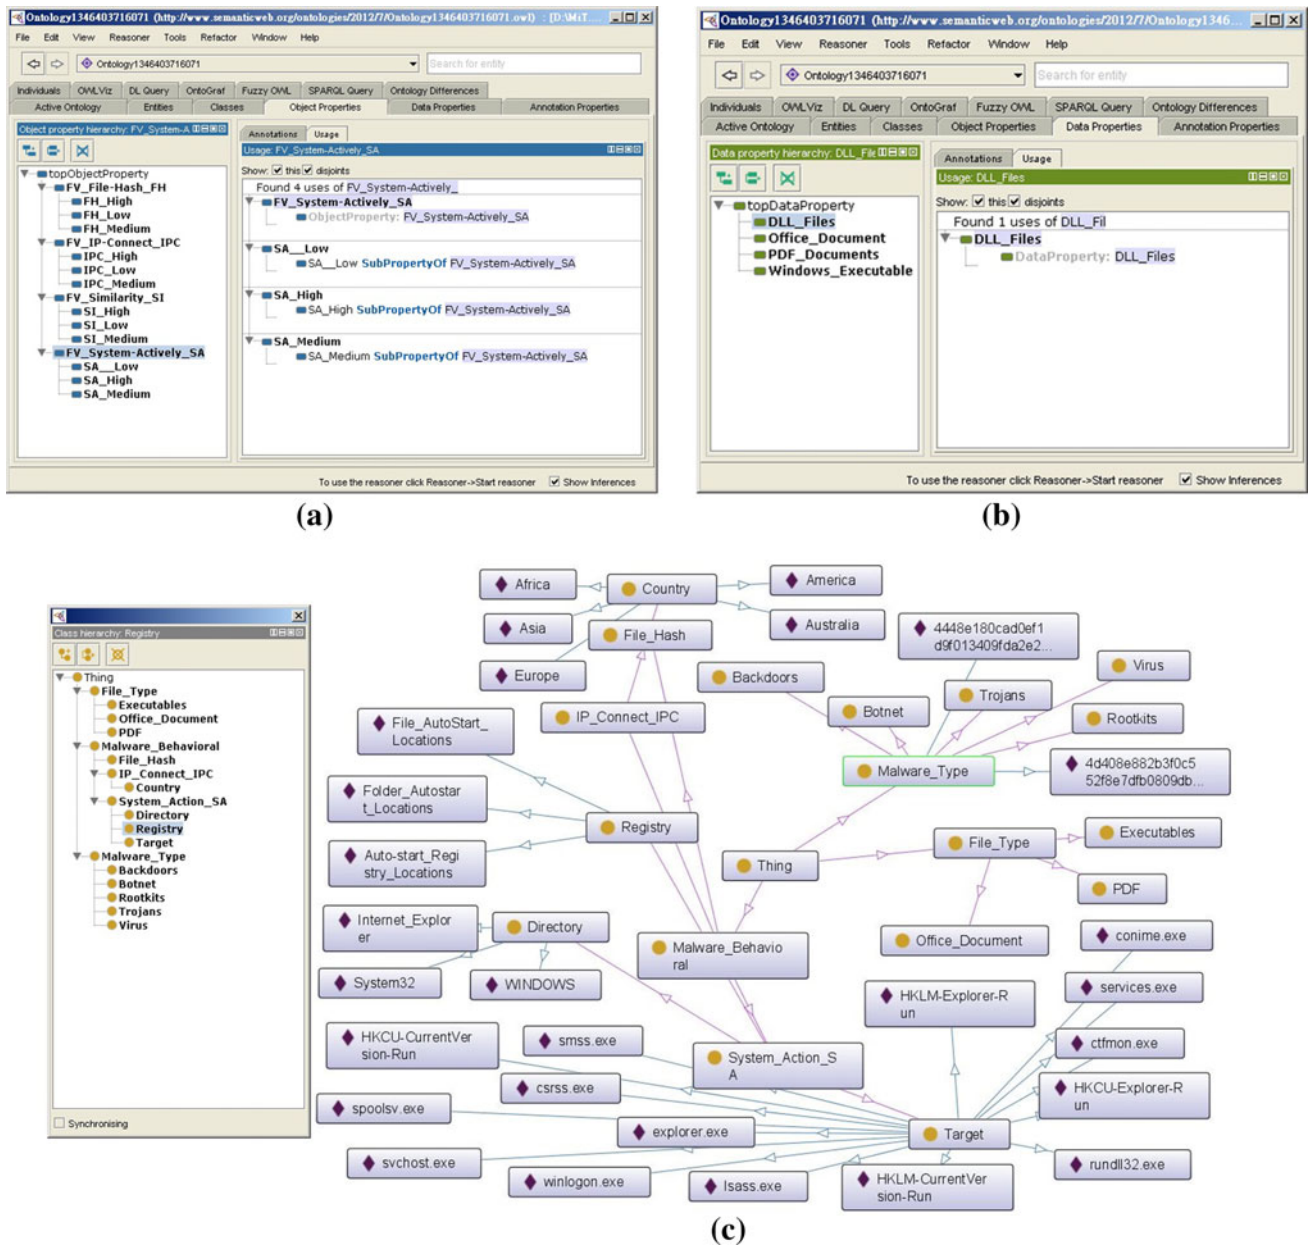 Ontology1346403716071 (http://www.semanticweb.org/ontologies/2012/7/Ontology1346403716071.owl) : [D:\MiT....
File Edit View Reasoner Tools Refactor Window Help
Ontology1346403716071
Search for entity
Individuals OWLViz DL Query OntoGraf Fuzzy OWL SPARQL Query Ontology Differences
Active Ontology Entities Classes Object Properties Data Properties Annotation Properties
Object property hierarchy: FV_System-A
topObjectProperty
FV_File-Hash_FH
FH_High
FH_Low
FH_Medium
FV_IP-Connect_IPC
IPC_High
IPC_Low
IPC_Medium
FV_Similarity_SI
SI_High
SI_Low
SI_Medium
FV_System-Actively_SA
SA__Low
SA_High
SA_Medium
Annotations Usage
Usage: FV_System-Actively_SA
Show: this disjoints
Found 4 uses of FV_System-Actively_
FV_System-Actively_SA
ObjectProperty: FV_System-Actively_SA
SA__Low
SA__Low SubPropertyOf FV_System-Actively_SA
SA_High
SA_High SubPropertyOf FV_System-Actively_SA
SA_Medium
SA_Medium SubPropertyOf FV_System-Actively_SA
To use the reasoner click Reasoner->Start reasoner Show Inferences
(a)
Ontology1346403716071 (http://www.semanticweb.org/ontologies/2012/7/Ontology1346...
File Edit View Reasoner Tools Refactor Window Help
Ontology1346403716071
Search for entity
Individuals OWLViz DL Query OntoGraf Fuzzy OWL SPARQL Query Ontology Differences
Active Ontology Entities Classes Object Properties Data Properties Annotation Properties
Data property hierarchy: DLL_File
topDataProperty
DLL_Files
Office_Document
PDF_Documents
Windows_Executable
Annotations Usage
Usage: DLL_Files
Show: this disjoints
Found 1 uses of DLL_Fil
DLL_Files
DataProperty: DLL_Files
To use the reasoner click Reasoner->Start reasoner Show Inferences
(b)
Class hierarchy: Registry
Thing
File_Type
Executables
Office_Document
PDF
Malware_Behavioral
File_Hash
IP_Connect_IPC
Country
System_Action_SA
Directory
Registry
Target
Malware_Type
Backdoors
Botnet
Rootkits
Trojans
Virus
Synchronising
Africa
Country
America
Asia
File_Hash
Australia
Europe
4448e180cad0ef1
d9f013409fda2e2...
Backdoors
Virus
Trojans
IP_Connect_IPC
Botnet
Rootkits
File_AutoStart_
Locations
Malware_Type
4d408e882b3f0c5
52f8e7dfb0809db...
Folder_Autostar
t_Locations
Registry
File_Type
Executables
Auto-start_Regi
stry_Locations
Thing
PDF
Internet_Explor
er
Directory
Malware_Behavio
ral
Office_Document
conime.exe
System32
WINDOWS
HKLM-Explorer-R
un
services.exe
HKCU-CurrentVer
sion-Run
smss.exe
System_Action_S
A
ctfmon.exe
csrss.exe
HKCU-Explorer-R
un
spoolsv.exe
explorer.exe
Target
svchost.exe
winlogon.exe
lsass.exe
HKLM-CurrentVer
sion-Run
rundll32.exe
(c)